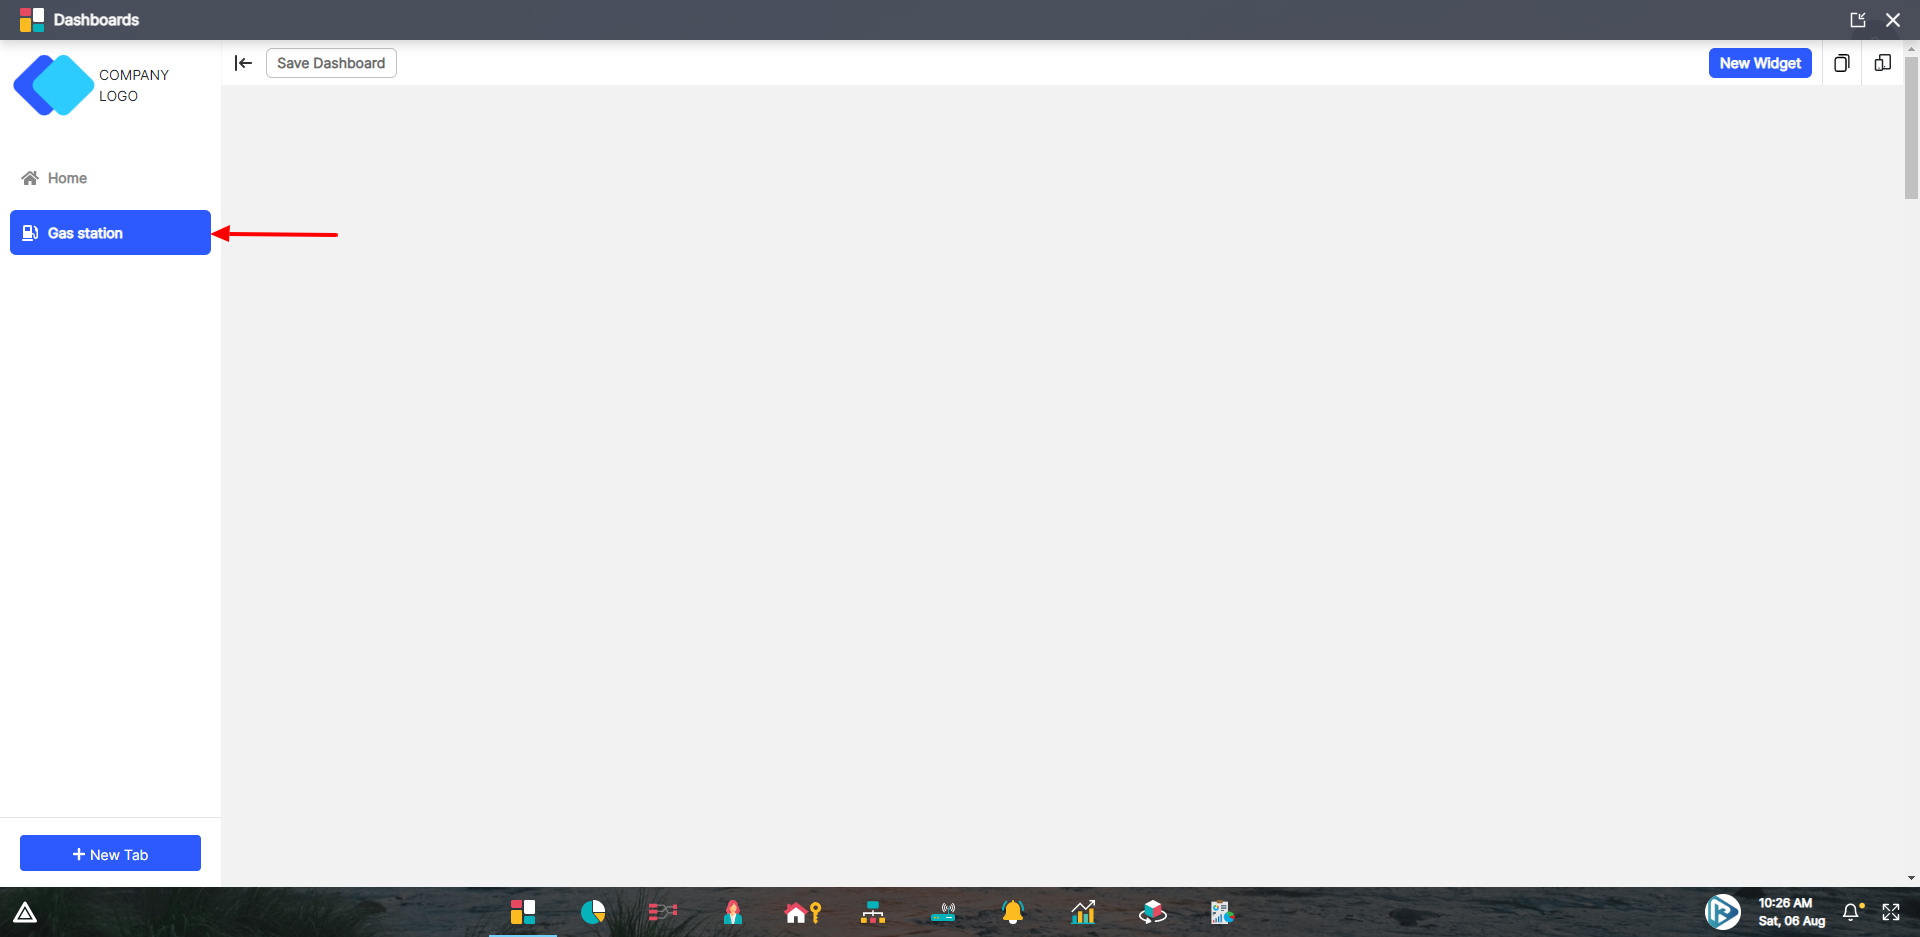 Dashboards
COMPANY
LOGO
Save Dashboard
New Widget
Home
Gas station
New Tab
10:26 AM
Sat, 06 Aug